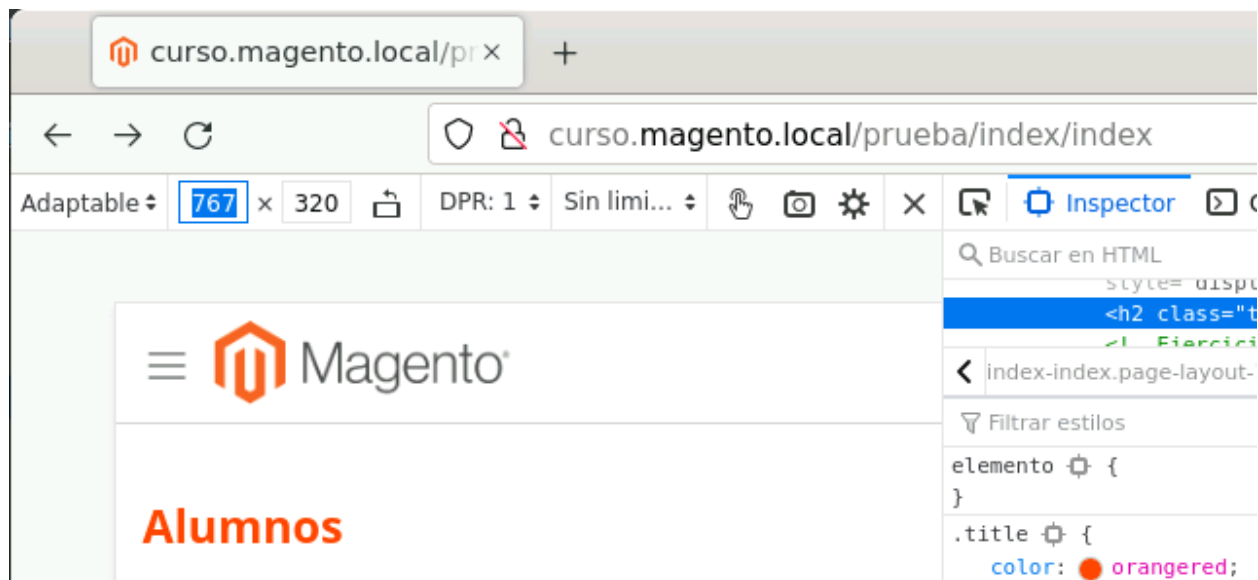 curso.magento.local/pr
curso.magento.local/prueba/index/index
Adaptable 767 × 320 DPR: 1 Sin limi... Inspector
Buscar en HTML
<h2 class="t
index-index.page-layout-
Magento
Filtrar estilos
elemento {
}
Alumnos
.title {
color: orangered;